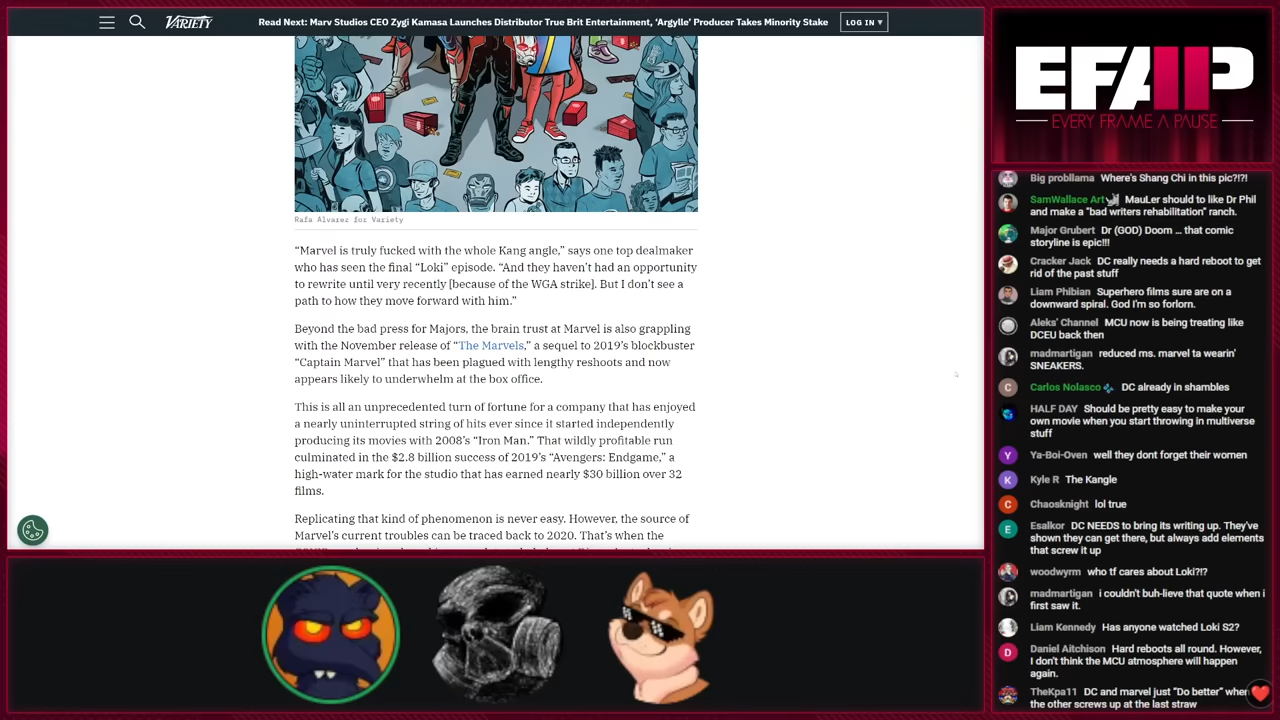 VARIETY
Read Next: Marv Studios CEO Zygi Kamasa Launches Distributor True Brit Entertainment, ‘Argylle’ Producer Takes Minority Stake
LOG IN ▾
Rafa Alvarez for Variety
“Marvel is truly fucked with the whole Kang angle,” says one top dealmaker
who has seen the final “Loki” episode. “And they haven’t had an opportunity
to rewrite until very recently [because of the WGA strike]. But I don’t see a
path to how they move forward with him.”
Beyond the bad press for Majors, the brain trust at Marvel is also grappling
with the November release of “The Marvels,” a sequel to 2019’s blockbuster
“Captain Marvel” that has been plagued with lengthy reshoots and now
appears likely to underwhelm at the box office.
This is all an unprecedented turn of fortune for a company that has enjoyed
a nearly uninterrupted string of hits ever since it started independently
producing its movies with 2008’s “Iron Man.” That wildly profitable run
culminated in the $2.8 billion success of 2019’s “Avengers: Endgame,” a
high-water mark for the studio that has earned nearly $30 billion over 32
films.
Replicating that kind of phenomenon is never easy. However, the source of
Marvel’s current troubles can be traced back to 2020. That’s when the
EFAP
EVERY FRAME A PAUSE
Big probllama Where's Shang Chi in this pic?!?!
SamWallace Art MauLer should to like Dr Phil
and make a "bad writers rehabilitation" ranch.
Major Grubert Dr (GOD) Doom ... that comic
storyline is epic!!!
Cracker Jack DC really needs a hard reboot to get
rid of the past stuff
Liam Phibian Superhero films sure are on a
downward spiral. God I'm so forlorn.
Aleks' Channel MCU now is being treating like
DCEU back then
madmartigan reduced ms. marvel ta wearin'
SNEAKERS.
Carlos Nolasco DC already in shambles
HALF DAY Should be pretty easy to make your
own movie when you start throwing in multiverse
stuff
Ya-Boi-Oven well they dont forget their women
Kyle R The Kangle
Chaosknight lol true
Esalkor DC NEEDS to bring its writing up. They've
shown they can get there, but always add elements
that screw it up
woodwyrm who tf cares about Loki?!?
madmartigan i couldn't buh-lieve that quote when i
first saw it.
Liam Kennedy Has anyone watched Loki S2?
Daniel Aitchison Hard reboots all round. However,
I don't think the MCU atmosphere will happen
again.
TheKpa11 DC and marvel just "Do better" when
the other screws up at the last straw